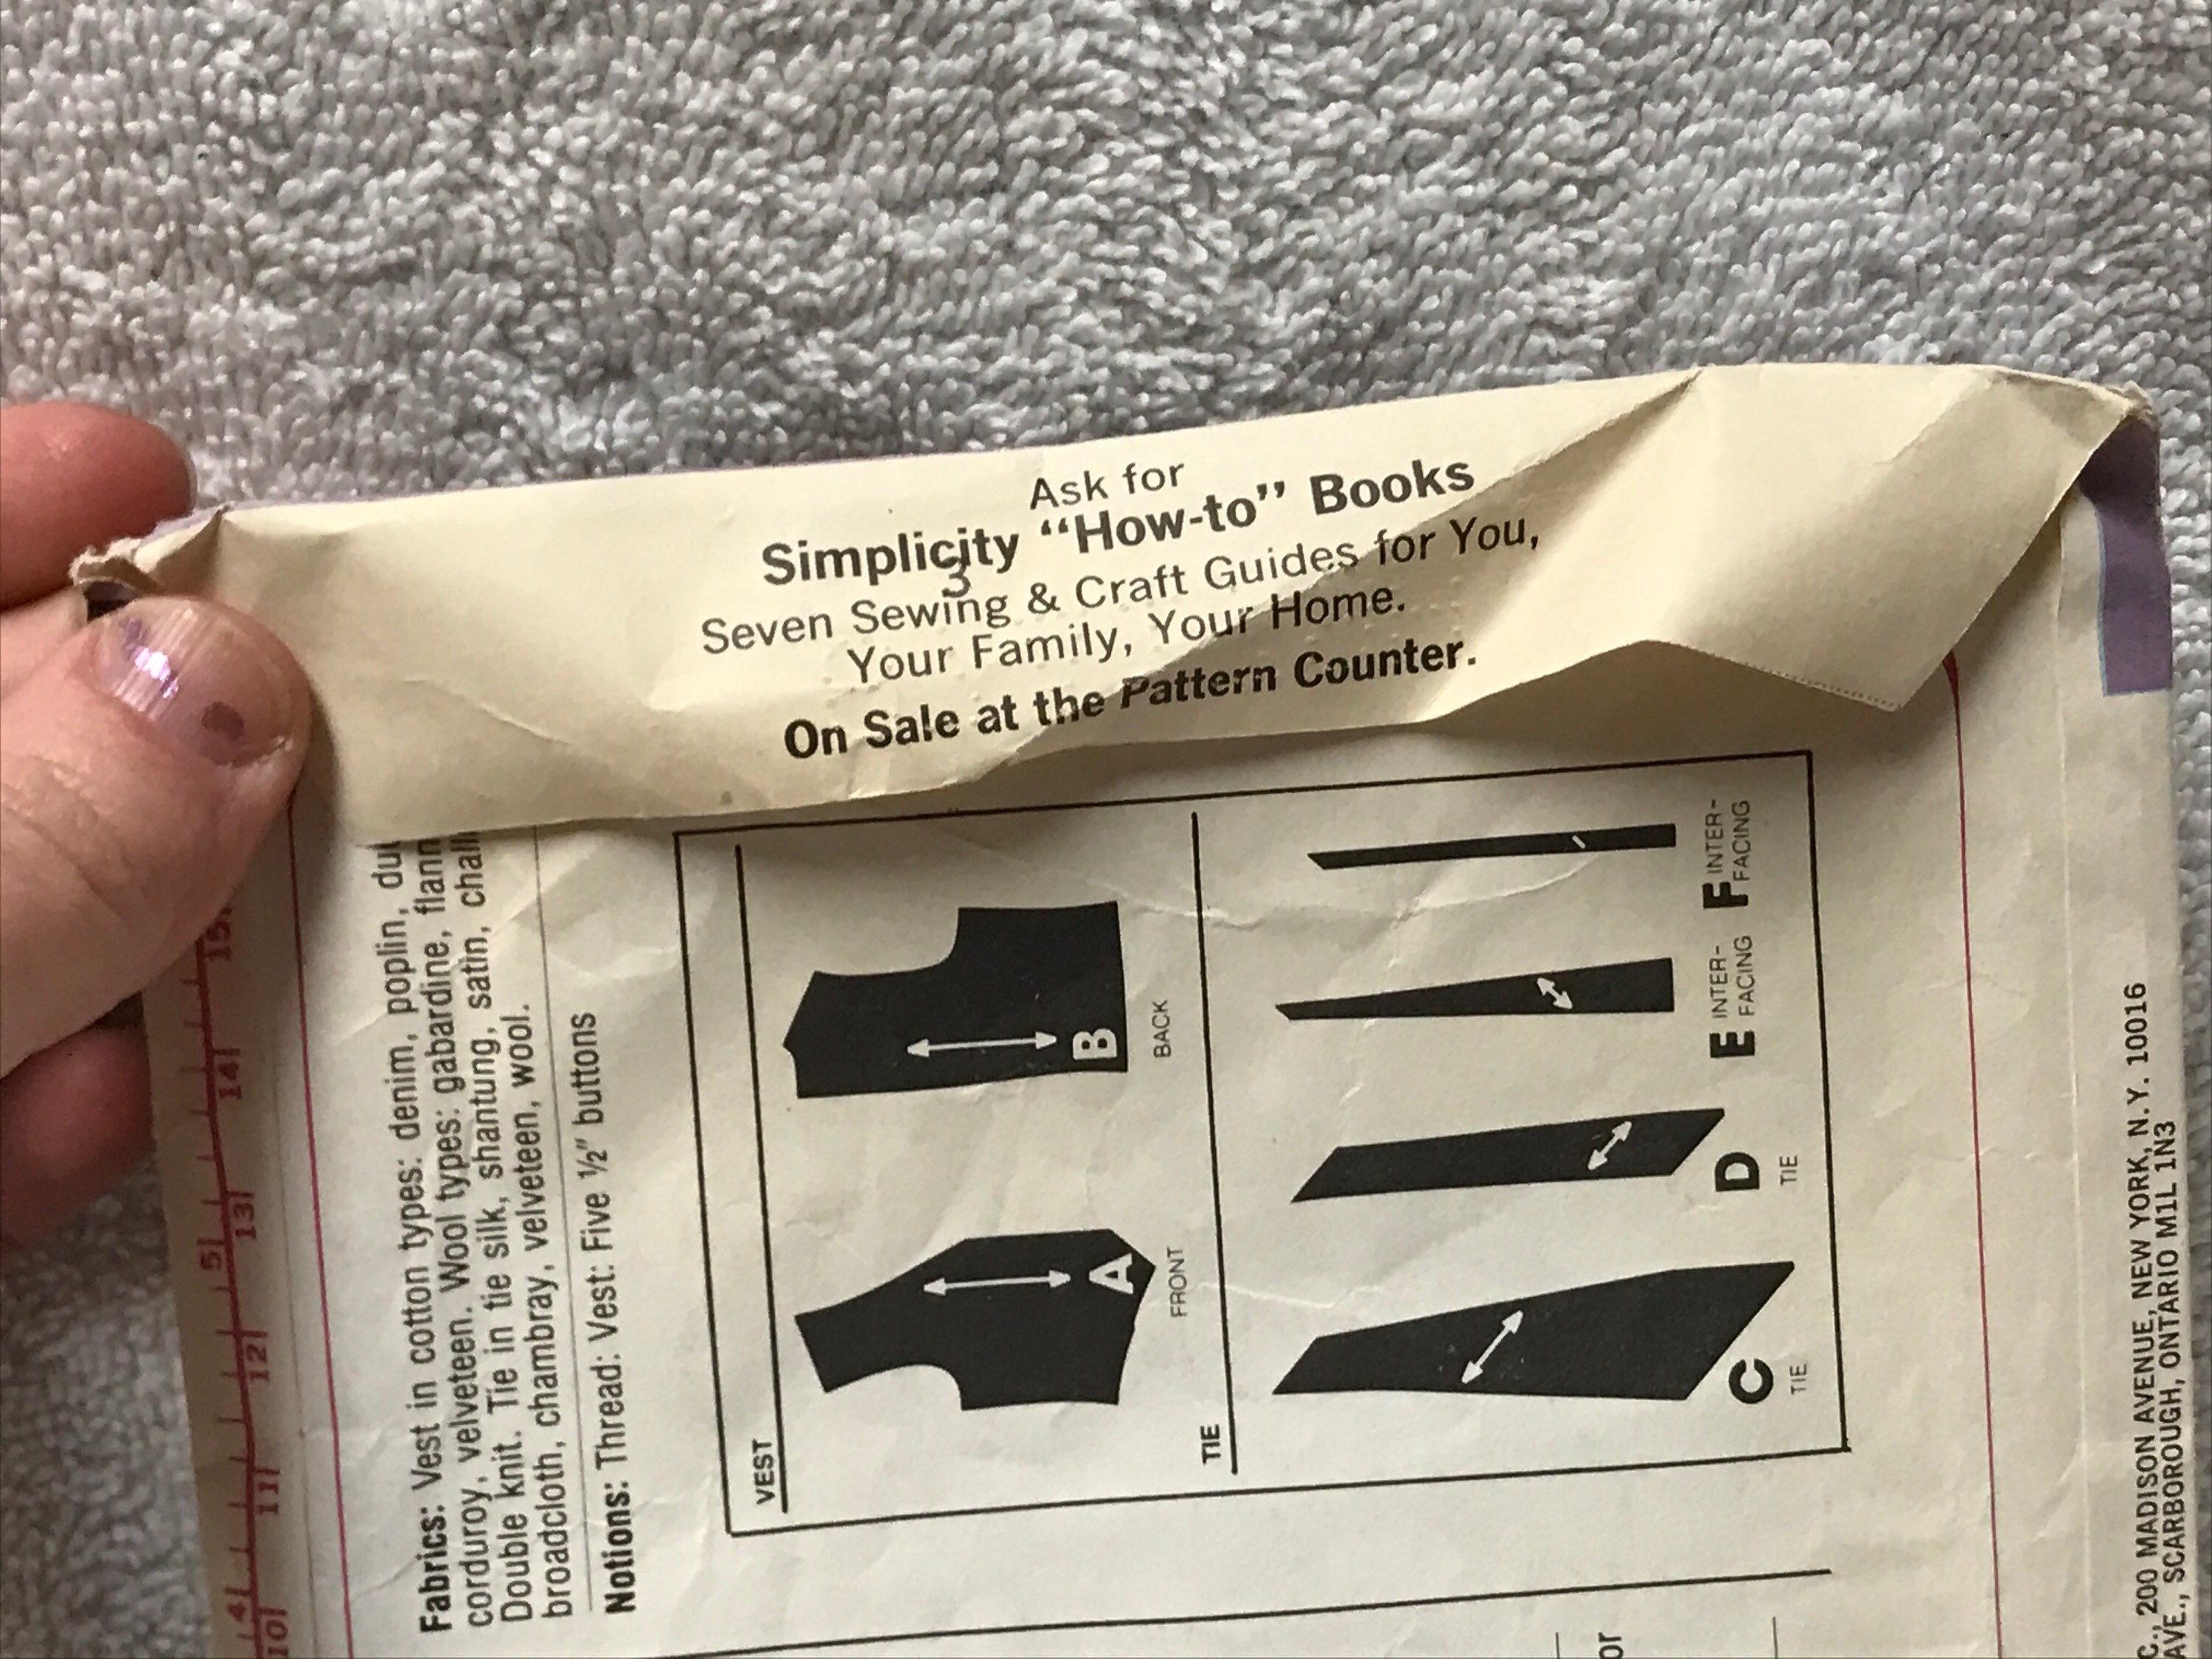 Ask for
Simplicity “How-to” Books
3
Seven Sewing & Craft Guides for You,
Your Family, Your Home.
On Sale at the Pattern Counter.
Fabrics: Vest in cotton types: denim, poplin,
corduroy, velveteen. Wool types: gabardine,
Double knit. Tie in tie silk, shantung, satin,
broadcloth, chambray, velveteen, wool.
Notions: Thread: Vest: Five ½" buttons
VEST
A
FRONT
B
BACK
TIE
C
TIE
D
TIE
E INTER-
FACING
F INTER-
FACING
C., 200 MADISON AVENUE, NEW YORK, N.Y. 10016
AVE., SCARBOROUGH, ONTARIO M1L 1N3
4 5
10 11 12 13 14 15